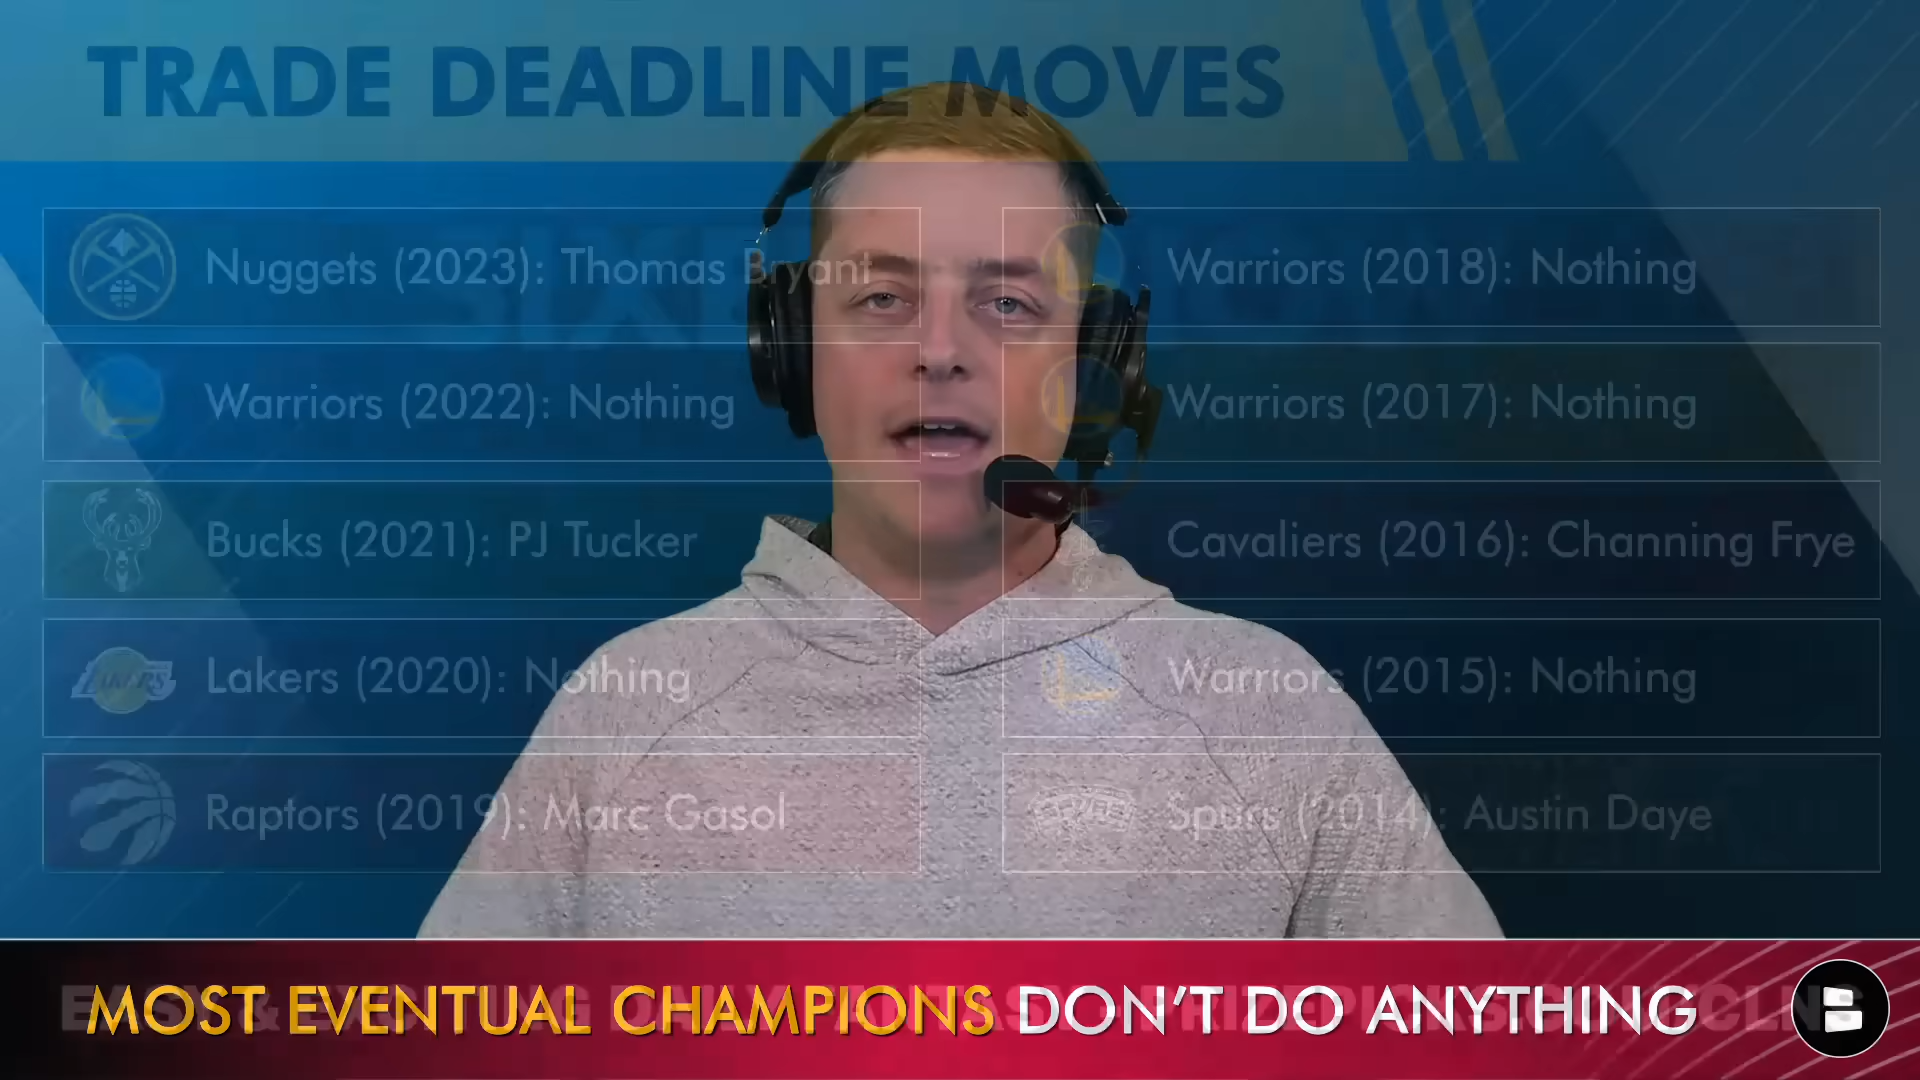 TRADE DEADLINE MOVES
Nuggets (2023): Thomas Bryant
Warriors (2022): Nothing
Bucks (2021): PJ Tucker
Lakers (2020): Nothing
LAKERS
Raptors (2019): Marc Gasol
Warriors (2018): Nothing
Warriors (2017): Nothing
Cavaliers (2016): Channing Frye
Warriors (2015): Nothing
Spurs (2014): Austin Daye
SPURS
MOST EVENTUAL CHAMPIONS DON'T DO ANYTHING